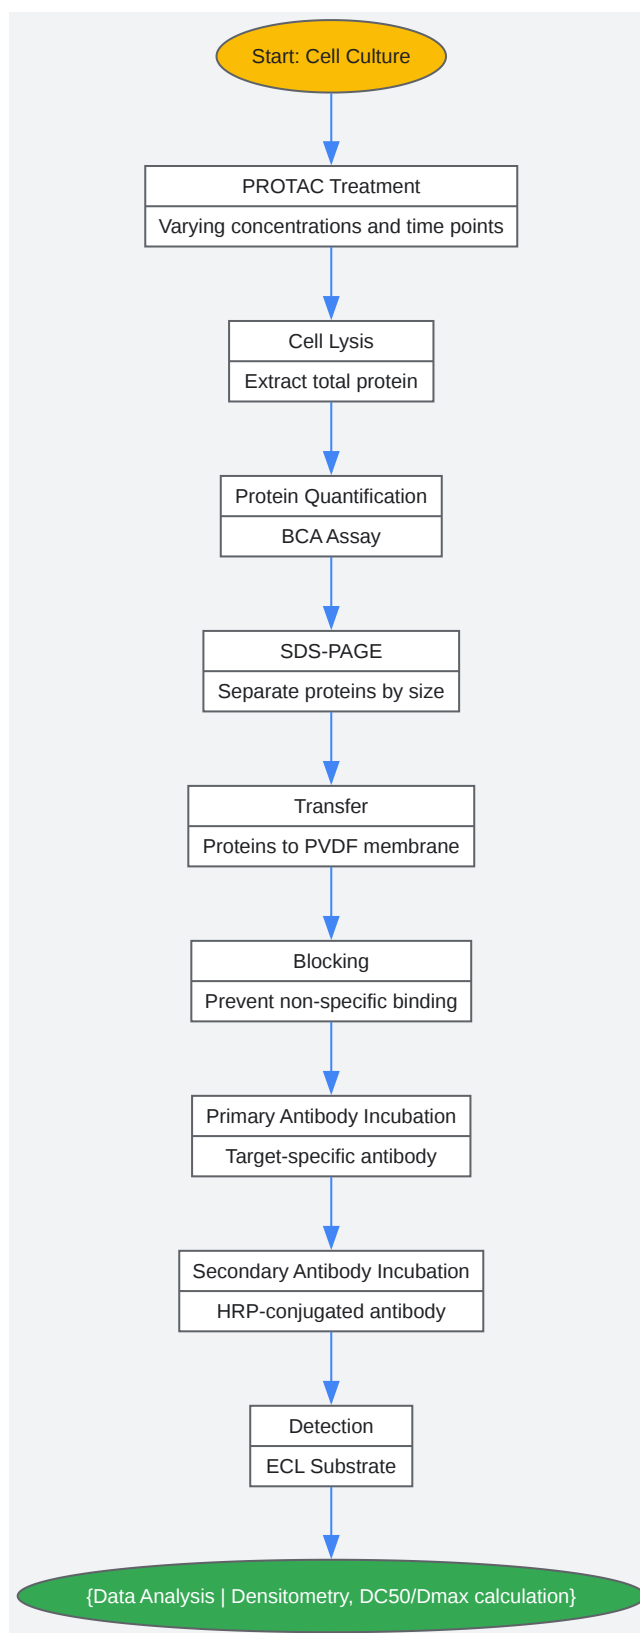 Start: Cell Culture
PROTAC Treatment
Varying concentrations and time points
Cell Lysis
Extract total protein
Protein Quantification
BCA Assay
SDS-PAGE
Separate proteins by size
Transfer
Proteins to PVDF membrane
Blocking
Prevent non-specific binding
Primary Antibody Incubation
Target-specific antibody
Secondary Antibody Incubation
HRP-conjugated antibody
Detection
ECL Substrate
{Data Analysis | Densitometry, DC50/Dmax calculation}